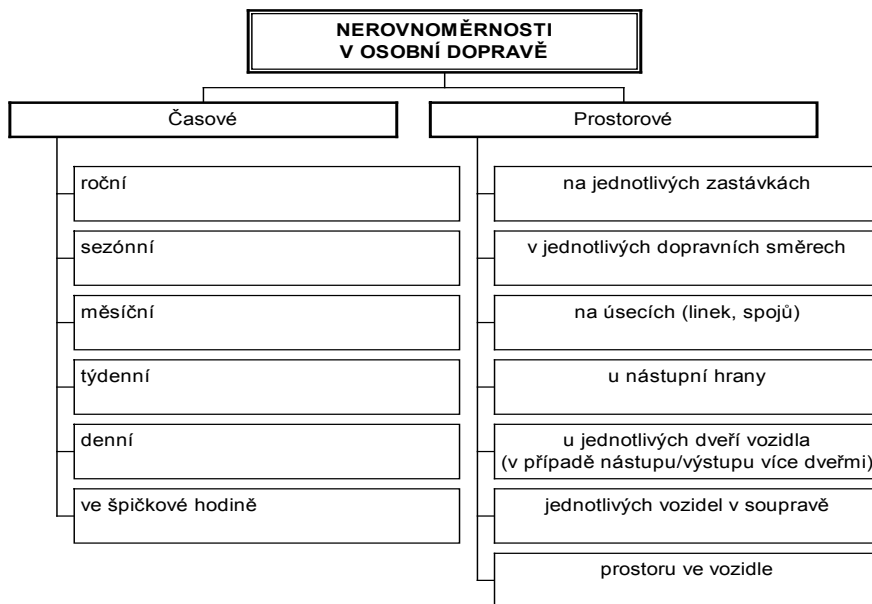 NEROVNOMĚRNOSTI
V OSOBNÍ DOPRAVĚ
Časové
Prostorové
roční
sezónní
měsíční
týdenní
denní
ve špičkové hodině
na jednotlivých zastávkách
v jednotlivých dopravních směrech
na úsecích (linek, spojů)
u nástupní hrany
u jednotlivých dveří vozidla
(v případě nástupu/výstupu více dveřmi)
jednotlivých vozidel v soupravě
prostoru ve vozidle